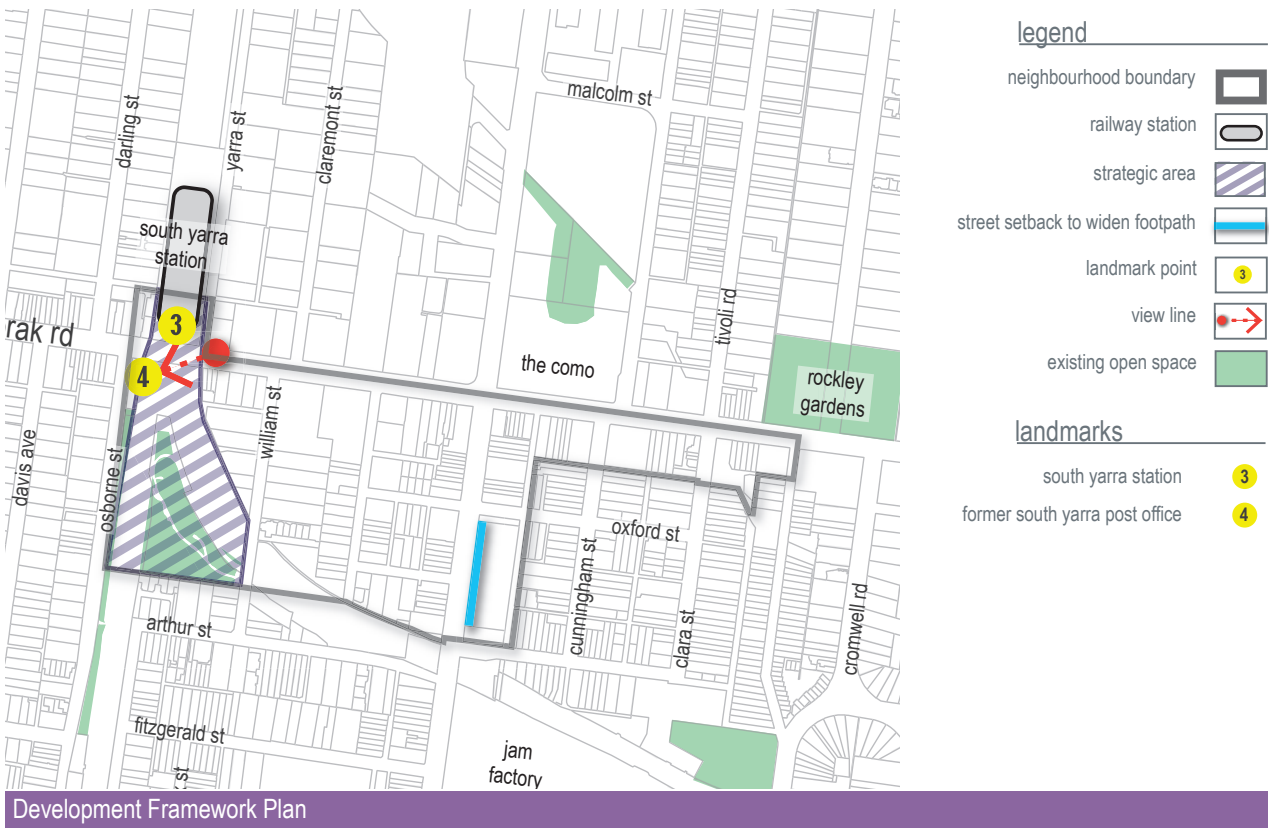 malcolm st
darling st
yarra st
claremont st
south yarra
station
tivoli rd
3
rak rd
4
the como
rockley
gardens
william st
davis ave
osborne st
oxford st
cunningham st
clara st
cromwell rd
arthur st
fitzgerald st
st
jam
factory
legend
neighbourhood boundary
railway station
strategic area
street setback to widen footpath
landmark point
3
view line
existing open space
landmarks
south yarra station
3
former south yarra post office
4
Development Framework Plan